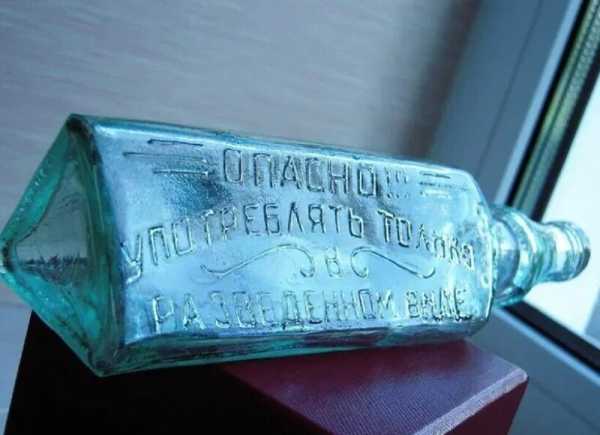 ОПАСНО!!!
УПОТРЕБЛЯТЬ ТОЛЬКО
В
РАЗВЕДЕННОМ ВИДЕ